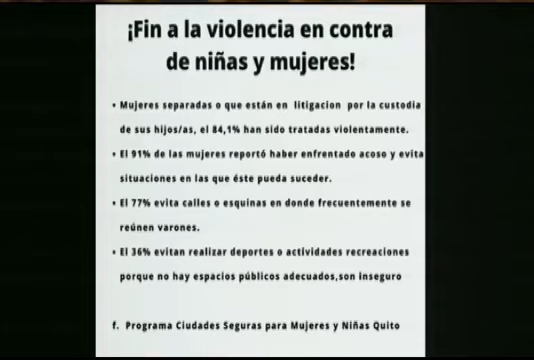 ¡Fin a la violencia en contra
de niñas y mujeres!
• Mujeres separadas o que están en litigacion por la custodia
de sus hijos/as, el 84,1% han sido tratadas violentamente.
• El 91% de las mujeres reportó haber enfrentado acoso y evita
situaciones en las que éste pueda suceder.
• El 77% evita calles o esquinas en donde frecuentemente se
reúnen varones.
• El 36% evitan realizar deportes o actividades recreaciones
porque no hay espacios públicos adecuados,son inseguro
f. Programa Ciudades Seguras para Mujeres y Niñas Quito